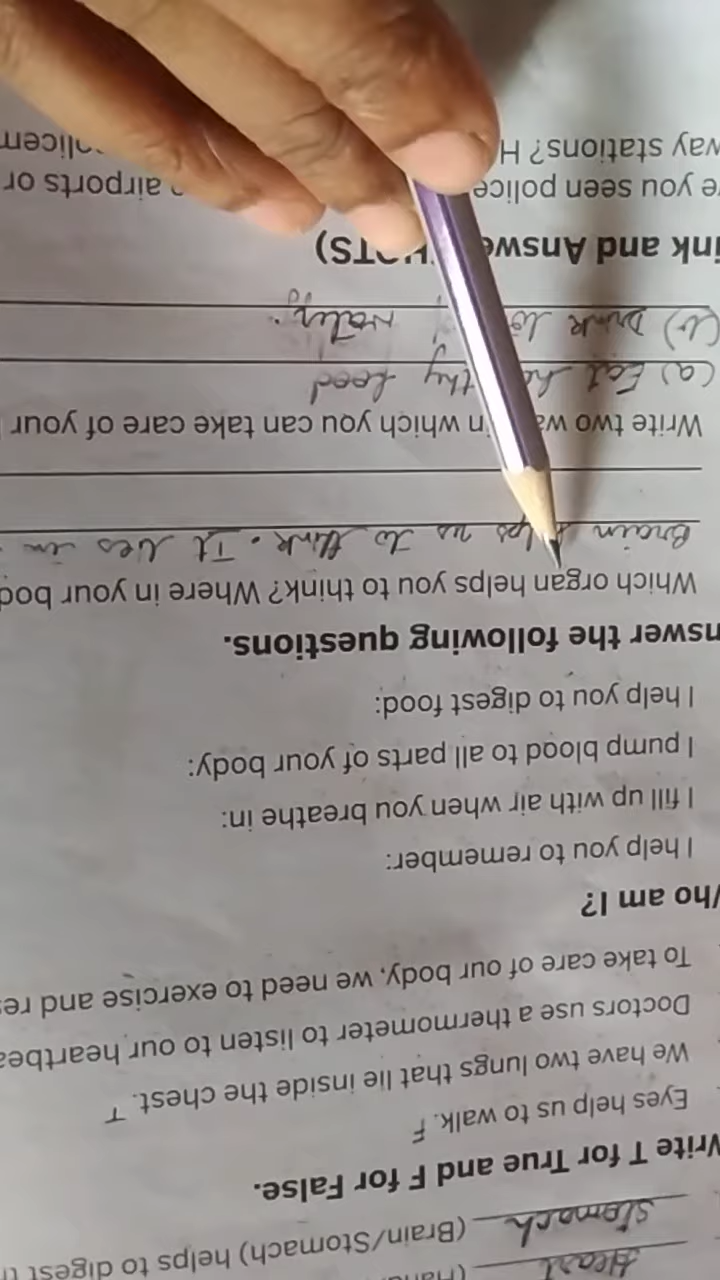 Heart (Hand
Stomach (Brain/Stomach) helps to digest
Write T for True and F for False.
Eyes help us to walk. F
We have two lungs that lie inside the chest. T
Doctors use a thermometer to listen to our heartbea
To take care of our body, we need to exercise and res
Who am I?
I help you to remember:
I fill up with air when you breathe in:
I pump blood to all parts of your body:
I help you to digest food:
nswer the following questions.
Which organ helps you to think? Where in your bod
Brain helps us to think. It lies in
Write two wa in which you can take care of your
(a) Eat healthy food
(b) Drink water.
ink and Answe HOTS)
e you seen police airports or
way stations? H policem